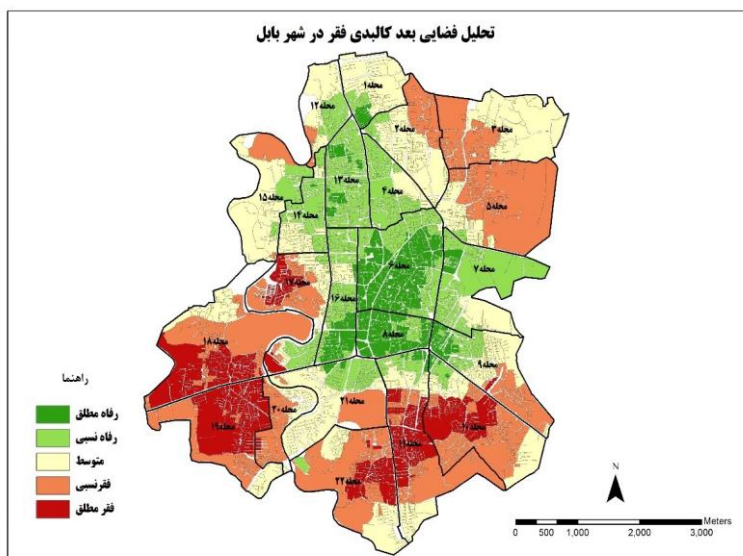 تحلیل فضایی بعد کالبدی فقر در شهر بابل
محله۱
محله۱۲
محله۲
محله۳
محله۱۳
محله۴
محله۱۵
محله۱۴
محله۵
محله۷
محله۶
محله۱۷
محله۱۶
محله۸
محله۱۸
محله۹
محله۲۰
محله۲۱
محله۱۹
محله۱۰
محله۱۱
محله۲۲
راهنما
رفاه مطلق
رفاه نسبی
متوسط
فقرنسبی
فقر مطلق
N
Meters
0 500 1,000 2,000 3,000